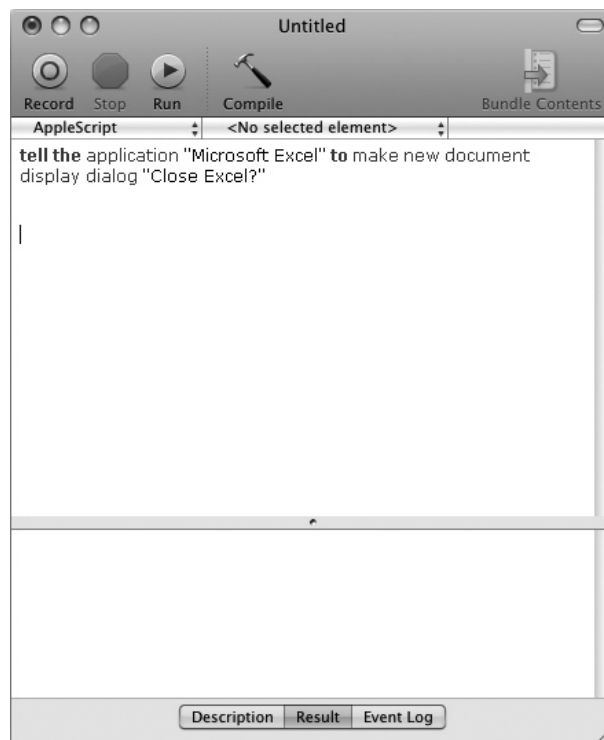 Untitled
Record Stop Run Compile Bundle Contents
AppleScript <No selected element>
tell the application "Microsoft Excel" to make new document
display dialog "Close Excel?"
Description Result Event Log